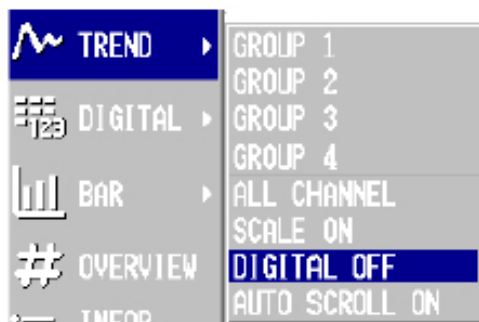 TREND
DIGITAL
BAR
OVERVIEW
GROUP 1
GROUP 2
GROUP 3
GROUP 4
ALL CHANNEL
SCALE ON
DIGITAL OFF
AUTO SCROLL ON
123